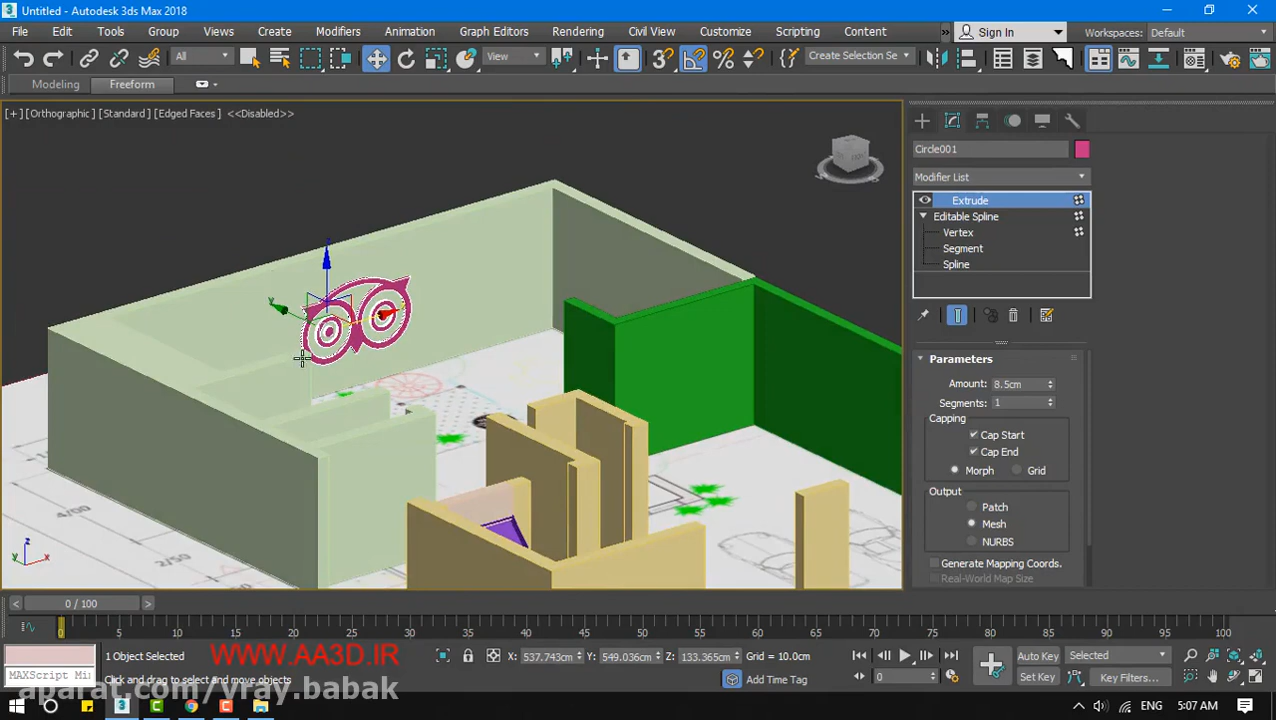 Untitled - Autodesk 3ds Max 2018
File Edit Tools Group Views Create Modifiers Animation Graph Editors Rendering Civil View Customize Scripting Content » Sign In Workspaces: Default
All View Create Selection Se
Modeling Freeform
[+] [Orthographic] [Standard] [Edged Faces] <<Disabled>>
Circle001
Modifier List
Extrude
Editable Spline
Vertex
Segment
Spline
Parameters
Amount: 8.5cm
Segments: 1
Capping
Cap Start
Cap End
Morph Grid
Output
Patch
Mesh
NURBS
Generate Mapping Coords.
Real-World Map Size
4/00
2/50
z
y x
< 0 / 100 >
0 5 10 15 20 25 30 35 40 45 50 55 60 65 70 75 80 85 90 95 100
1 Object Selected
WWW.AA3D.IR
X: 537.743cm Y: 549.036cm Z: 133.365cm Grid = 10.0cm
Auto Key Selected
MAXScript Mi
Click and drag to select and move objects
Add Time Tag
0
Set Key Key Filters...
aparat.com/vray.babak
ENG 5:07 AM